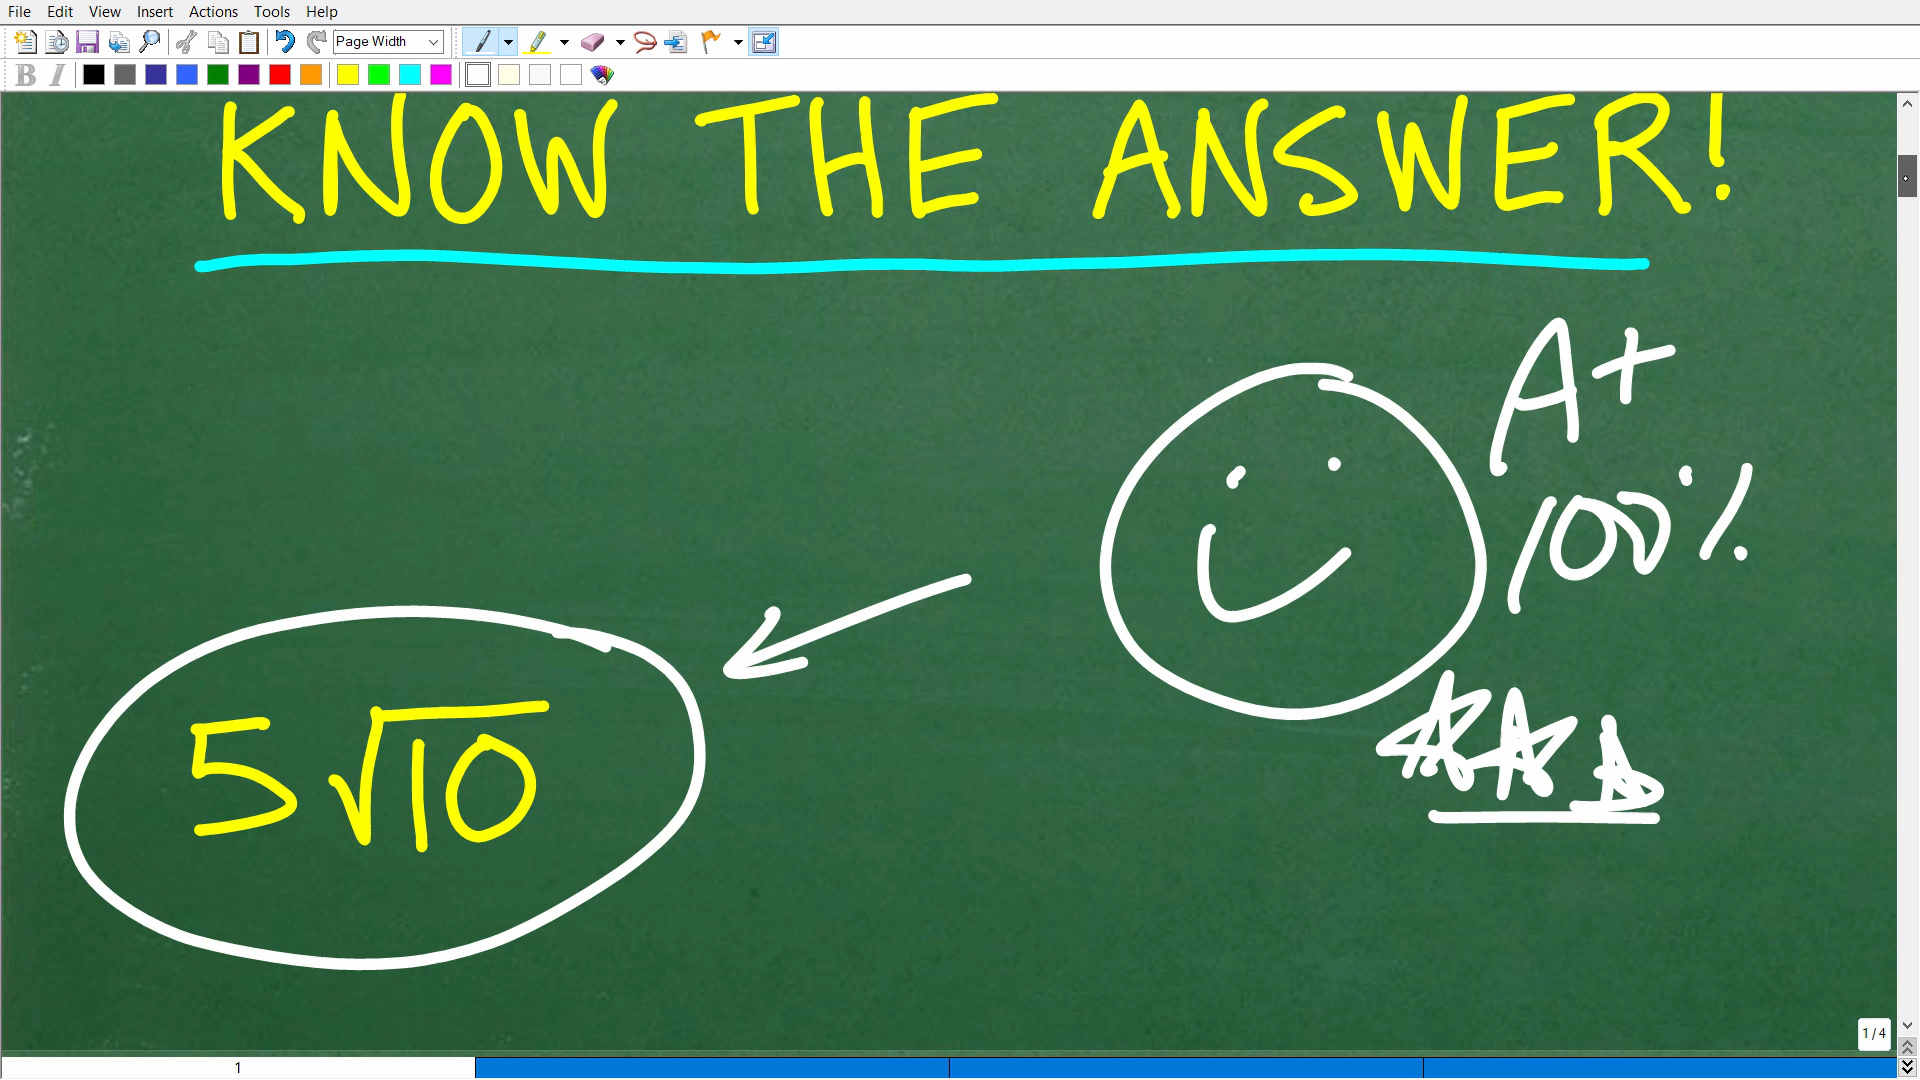 File Edit View Insert Actions Tools Help
Page Width
B I
KNOW THE ANSWER!
A+
100%
5√10
1 / 4
1